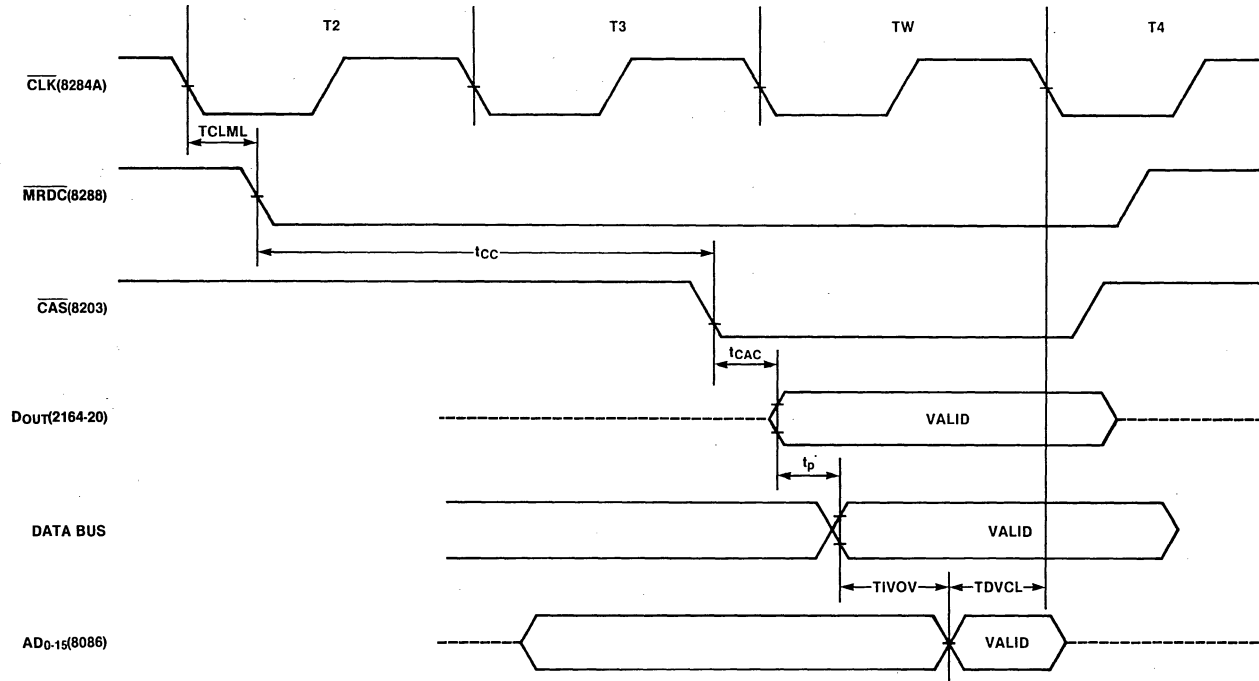 T2 T3 TW T4
CLK(8284A)
TCLML
MRDC(8288)
tCC
CAS(8203)
tCAC
DOUT(2164-20) VALID
tp
DATA BUS VALID
TIVOV TDVCL
AD0-15(8086) VALID